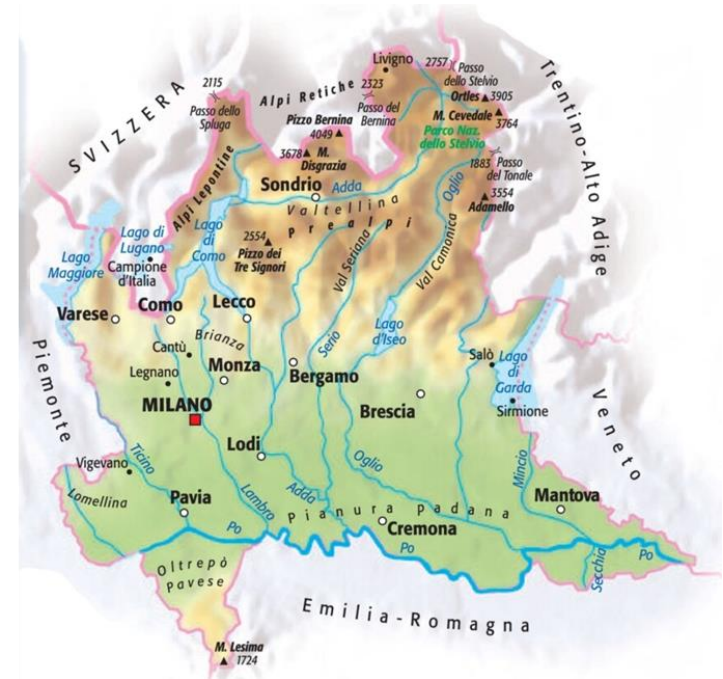 Livigno
2757
Passo
dello Stelvio
2115
Passo dello
Spluga
Alpi Retiche
2323
Passo del
Bernina
Ortles
3905
M. Cevedale
3764
Parco Naz.
dello Stelvio
Trentino-Alto Adige
SVIZZERA
Pizzo Bernina
4049
3678
M.
Disgrazia
1883
Passo
del Tonale
3554
Adamello
Alpi Lepontine
Sondrio
Adda
Valtellina
Prealpi
Oglio
Lago di
Lugano
Lago
di
Como
2554
Pizzo dei
Tre Signori
Val Seriana
Val Camonica
Lago
Maggiore
Campione
d'Italia
Varese
Como
Lecco
Brianza
Serio
Lago
d'Iseo
Cantù
Legnano
Monza
Bergamo
Salò
Lago
di
Garda
Piemonte
MILANO
Brescia
Sirmione
Veneto
Lodi
Vigevano
Ticino
Oglio
Mincio
Lomellina
Pavia
Lambro
Adda
Pianura padana
Mantova
Po
Cremona
Po
Secchia
Po
Oltrepò
Pavese
Emilia-Romagna
M. Lesima
1724